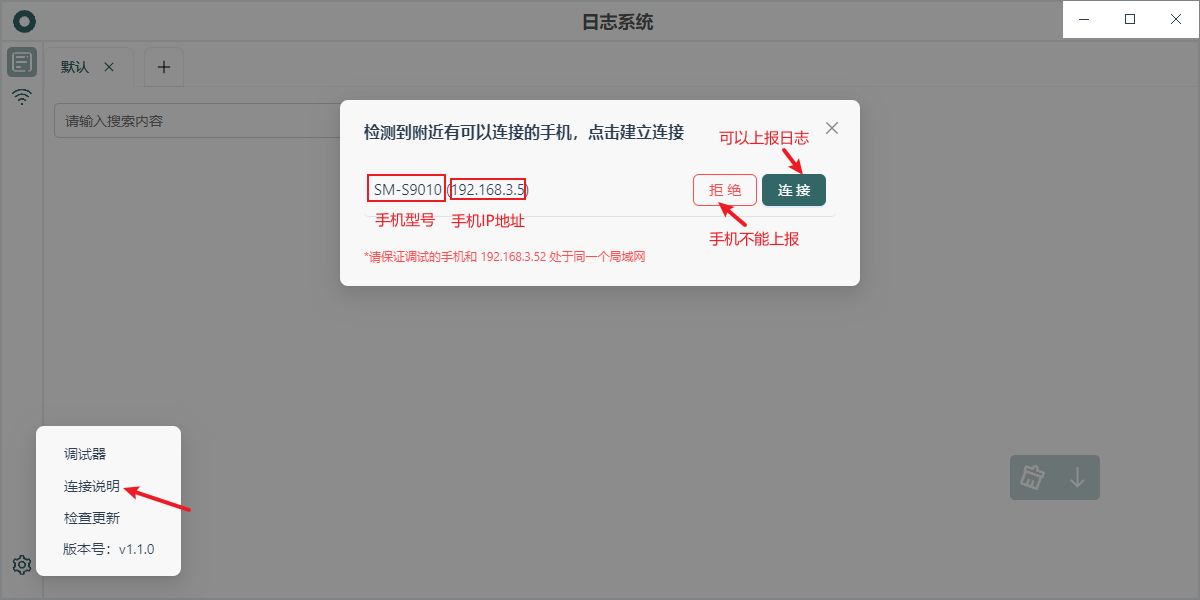 日志系统
默认
请输入搜索内容
检测到附近有可以连接的手机，点击建立连接
可以上报日志
SM-S9010 (192.168.3.5)
拒 绝
连 接
手机型号
手机IP地址
手机不能上报
*请保证调试的手机和 192.168.3.52 处于同一个局域网
调试器
连接说明
检查更新
版本号：v1.1.0